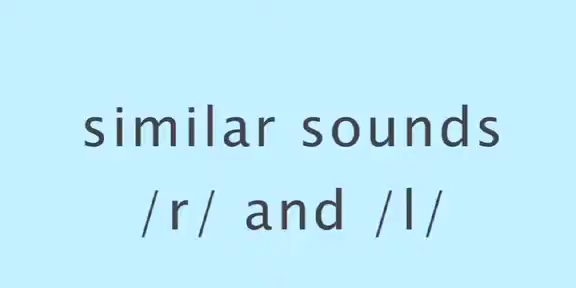 similar sounds
/r/ and /l/